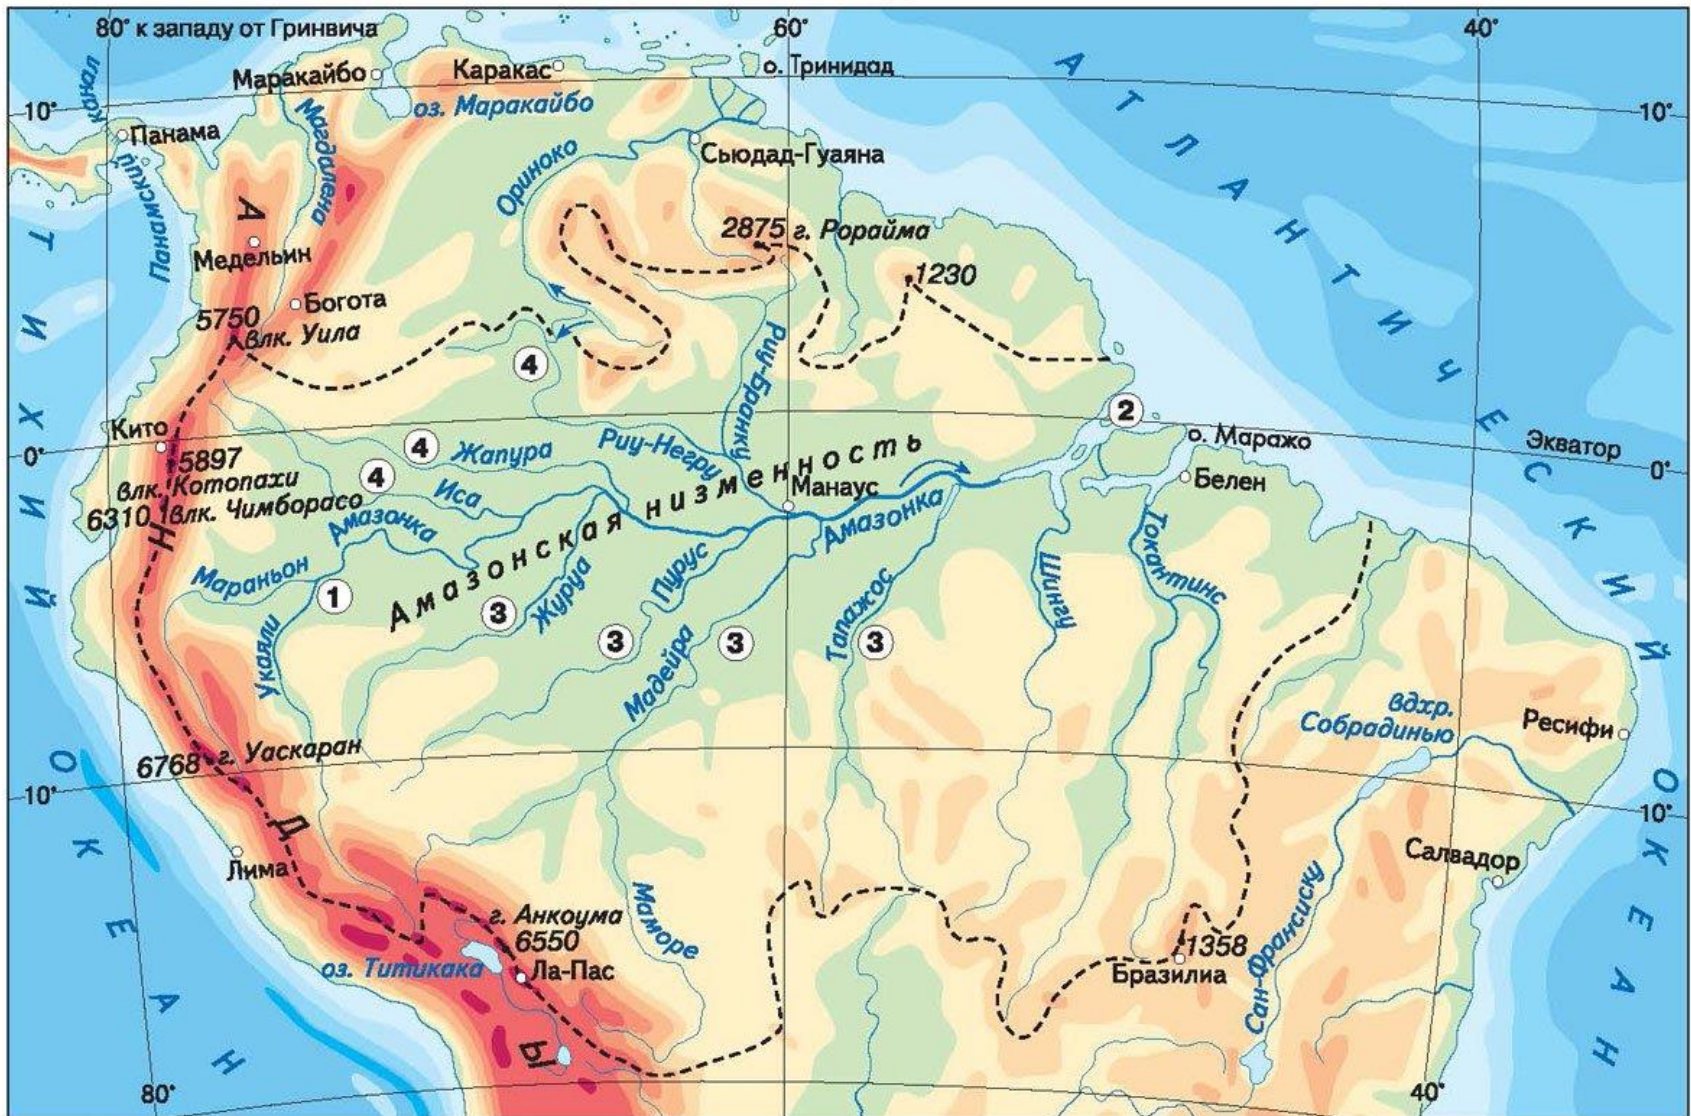 80° к западу от Гринвича
60°
40°
Маракайбо
Каракас
о. Тринидад
оз. Маракайбо
10°
10°
Панамский канал
Панама
Магдалена
Сьюдад-Гуаяна
Ориноко
АТЛАНТИЧЕСКИЙ ОКЕАН
ТИХИЙ ОКЕАН
АНДЫ
Медельин
2875 г. Рорайма
1230
Богота
5750
влк. Уила
Риу-Бранку
4
2
Кито
о. Маражо
Экватор
0°
0°
4
Жапура
Риу-Негру
5897
влк. Котопахи
4
Иса
Манаус
Белен
6310 влк. Чимборасо
Амазонка
Амазонская низменность
Амазонка
Мараньон
1
3
Журуа
Пурус
3
3
Мадейра
Тапажос
3
Шингу
Токантинс
Укаяли
вдхр.
Собрадинью
Ресифи
6768 г. Уаскаран
10°
10°
Лима
Салвадор
Маморе
г. Анкоума
6550
оз. Титикака
Ла-Пас
1358
Бразилиа
Сан-Франсиску
80°
40°